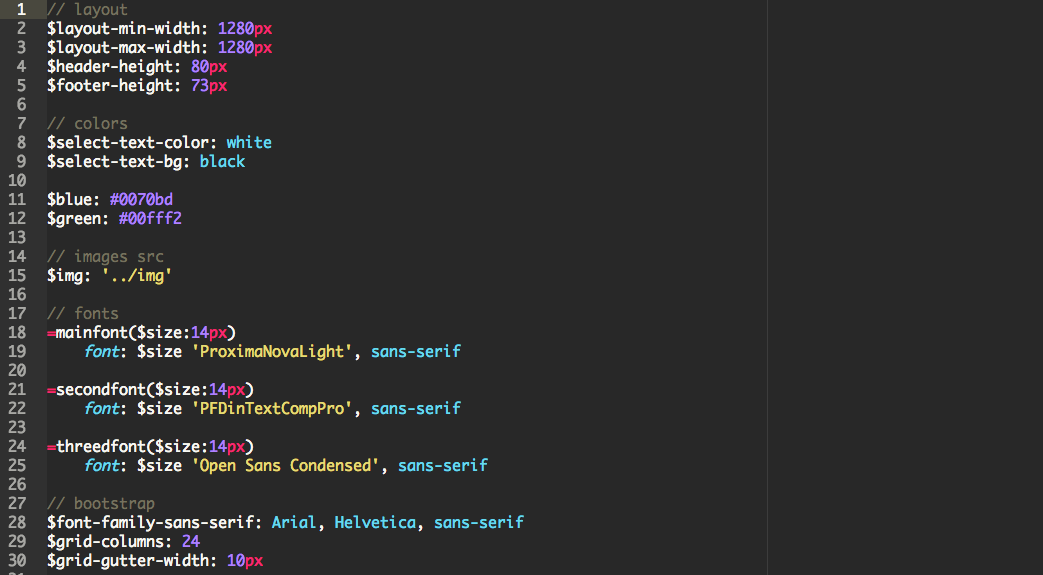 1 // layout
2 $layout-min-width: 1280px
3 $layout-max-width: 1280px
4 $header-height: 80px
5 $footer-height: 73px
6
7 // colors
8 $select-text-color: white
9 $select-text-bg: black
10
11 $blue: #0070bd
12 $green: #00fff2
13
14 // images src
15 $img: '../img'
16
17 // fonts
18 =mainfont($size:14px)
19     font: $size 'ProximaNovaLight', sans-serif
20
21 =secondfont($size:14px)
22     font: $size 'PFDinTextCompPro', sans-serif
23
24 =threedfont($size:14px)
25     font: $size 'Open Sans Condensed', sans-serif
26
27 // bootstrap
28 $font-family-sans-serif: Arial, Helvetica, sans-serif
29 $grid-columns: 24
30 $grid-gutter-width: 10px